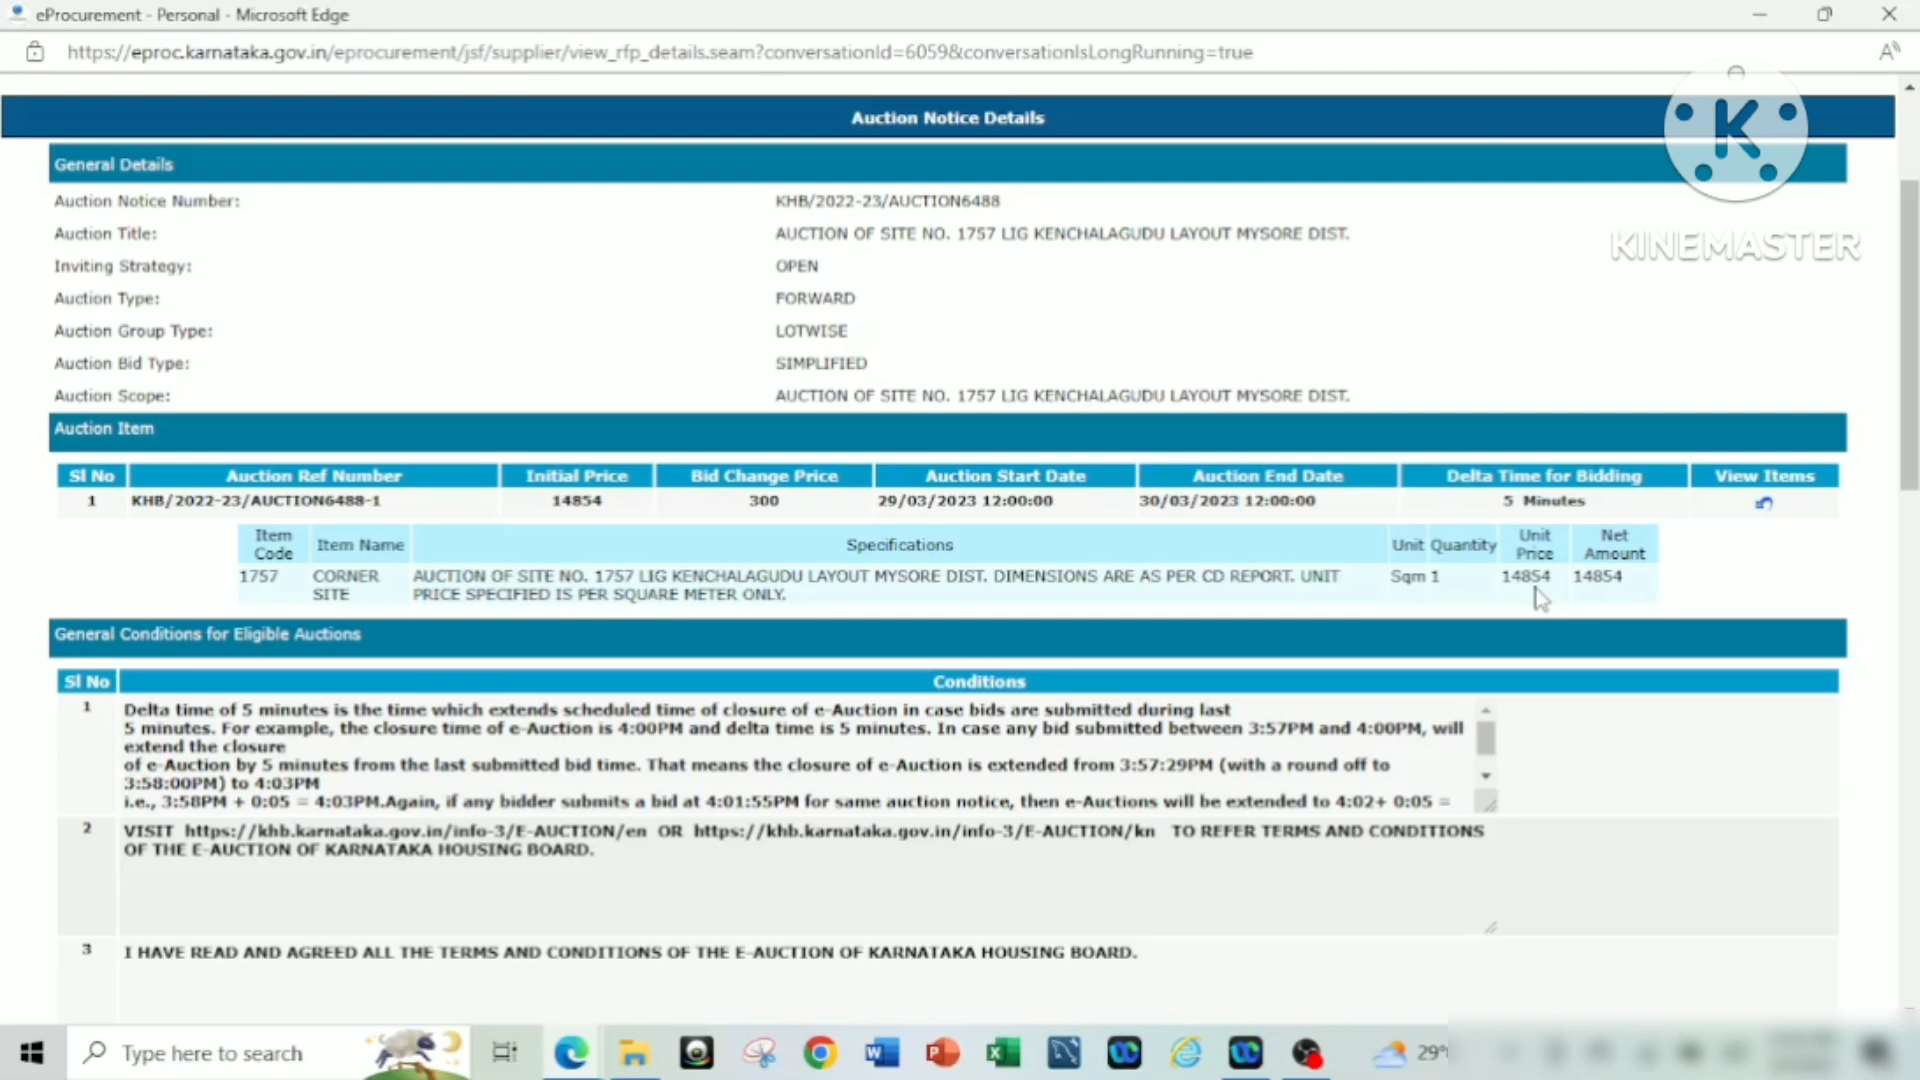 eProcurement - Personal - Microsoft Edge
https://eproc.karnataka.gov.in/eprocurement/jsf/supplier/view_rfp_details.seam?conversationId=6059&conversationIsLongRunning=true
Auction Notice Details
General Details
Auction Notice Number: KHB/2022-23/AUCTION6488
Auction Title: AUCTION OF SITE NO. 1757 LIG KENCHALAGUDU LAYOUT MYSORE DIST.
KINEMASTER
Inviting Strategy: OPEN
Auction Type: FORWARD
Auction Group Type: LOTWISE
Auction Bid Type: SIMPLIFIED
Auction Scope: AUCTION OF SITE NO. 1757 LIG KENCHALAGUDU LAYOUT MYSORE DIST.
Auction Item
Sl No Auction Ref Number Initial Price Bid Change Price Auction Start Date Auction End Date Delta Time for Bidding View Items
1 KHB/2022-23/AUCTION6488-1 14854 300 29/03/2023 12:00:00 30/03/2023 12:00:00 5 Minutes
Item Code Item Name Specifications Unit Quantity Unit Price Net Amount
1757 CORNER SITE AUCTION OF SITE NO. 1757 LIG KENCHALAGUDU LAYOUT MYSORE DIST. DIMENSIONS ARE AS PER CD REPORT. UNIT
PRICE SPECIFIED IS PER SQUARE METER ONLY. Sqm 1 14854 14854
General Conditions for Eligible Auctions
Sl No Conditions
1 Delta time of 5 minutes is the time which extends scheduled time of closure of e-Auction in case bids are submitted during last
5 minutes. For example, the closure time of e-Auction is 4:00PM and delta time is 5 minutes. In case any bid submitted between 3:57PM and 4:00PM, will
extend the closure
of e-Auction by 5 minutes from the last submitted bid time. That means the closure of e-Auction is extended from 3:57:29PM (with a round off to
3:58:00PM) to 4:03PM
i.e., 3:58PM + 0:05 = 4:03PM.Again, if any bidder submits a bid at 4:01:55PM for same auction notice, then e-Auctions will be extended to 4:02+ 0:05 =
2 VISIT https://khb.karnataka.gov.in/info-3/E-AUCTION/en OR https://khb.karnataka.gov.in/info-3/E-AUCTION/kn TO REFER TERMS AND CONDITIONS
OF THE E-AUCTION OF KARNATAKA HOUSING BOARD.
3 I HAVE READ AND AGREED ALL THE TERMS AND CONDITIONS OF THE E-AUCTION OF KARNATAKA HOUSING BOARD.
Type here to search
29°